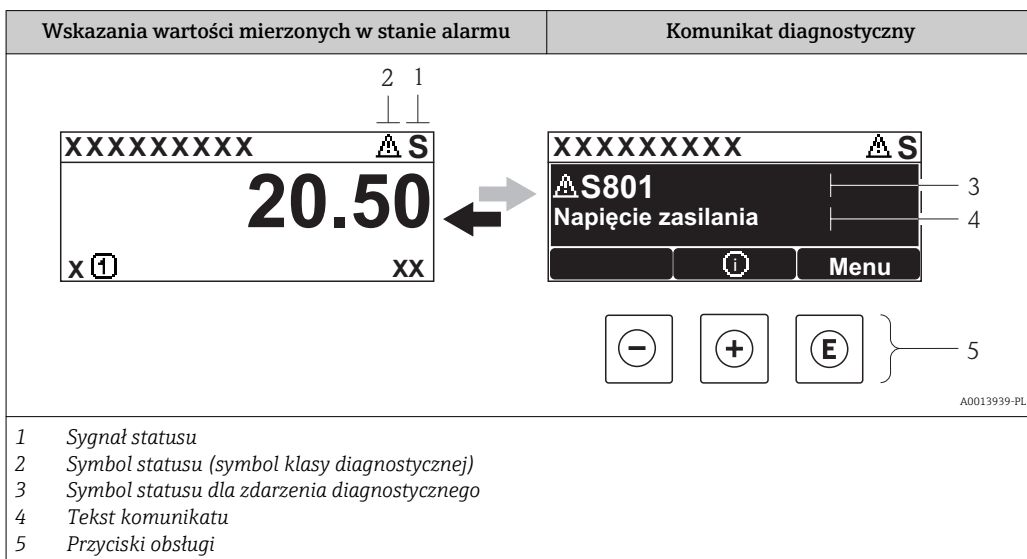 Wskazania wartości mierzonych w stanie alarmu
Komunikat diagnostyczny
2 1
XXXXXXXXX S
20.50
X 1 XX
XXXXXXXXX S
S801 3
Napięcie zasilania 4
i Menu
- + E 5
A0013939-PL
1 Sygnał statusu
2 Symbol statusu (symbol klasy diagnostycznej)
3 Symbol statusu dla zdarzenia diagnostycznego
4 Tekst komunikatu
5 Przyciski obsługi